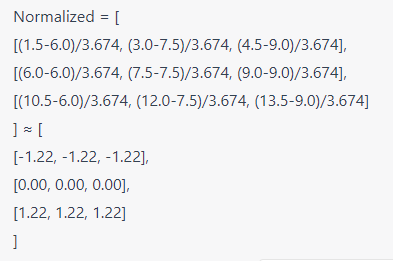 Normalized = [
[(1.5-6.0)/3.674, (3.0-7.5)/3.674, (4.5-9.0)/3.674],
[(6.0-6.0)/3.674, (7.5-7.5)/3.674, (9.0-9.0)/3.674],
[(10.5-6.0)/3.674, (12.0-7.5)/3.674, (13.5-9.0)/3.674]
] ≈ [
[-1.22, -1.22, -1.22],
[0.00, 0.00, 0.00],
[1.22, 1.22, 1.22]
]